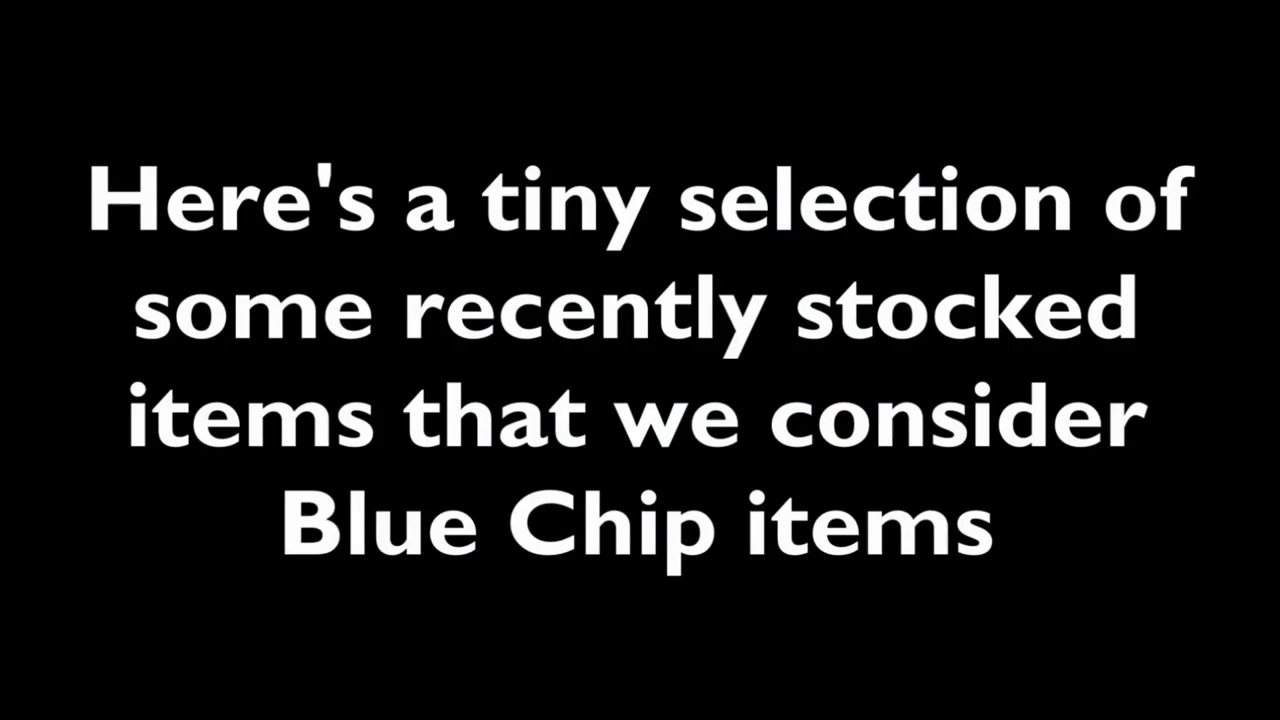 Here's a tiny selection of
some recently stocked
items that we consider
Blue Chip items